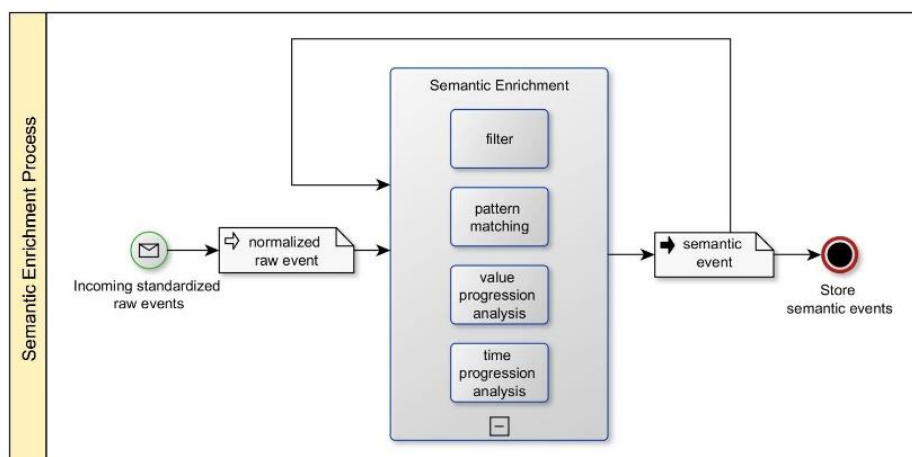 Semantic Enrichment Process
Incoming standardized
raw events
normalized
raw event
Semantic Enrichment
filter
pattern
matching
value
progression
analysis
time
progression
analysis
semantic
event
Store
semantic events